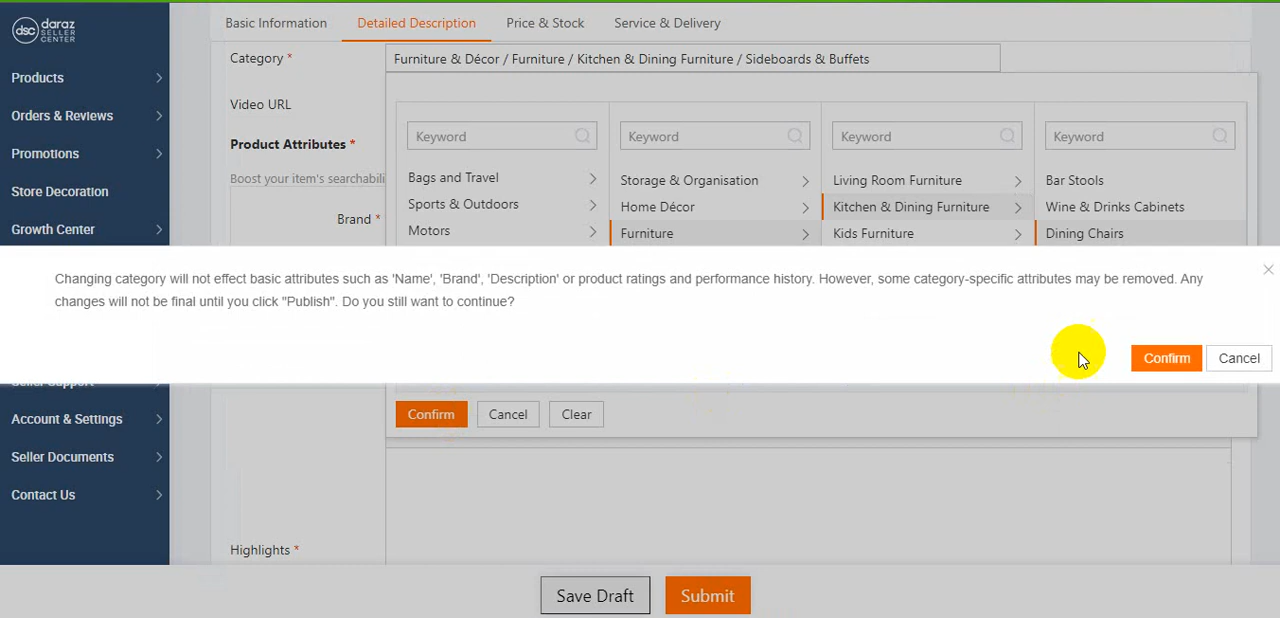 dsc daraz
SELLER
CENTER
Products
Orders & Reviews
Promotions
Store Decoration
Growth Center
Account & Settings
Seller Documents
Contact Us
Basic Information
Detailed Description
Price & Stock
Service & Delivery
Category *
Furniture & Décor / Furniture / Kitchen & Dining Furniture / Sideboards & Buffets
Video URL
Product Attributes *
Boost your item's searchabili
Brand *
Keyword
Keyword
Keyword
Keyword
Bags and Travel
Sports & Outdoors
Motors
Storage & Organisation
Home Décor
Furniture
Living Room Furniture
Kitchen & Dining Furniture
Kids Furniture
Bar Stools
Wine & Drinks Cabinets
Dining Chairs
Changing category will not effect basic attributes such as 'Name', 'Brand', 'Description' or product ratings and performance history. However, some category-specific attributes may be removed. Any
changes will not be final until you click "Publish". Do you still want to continue?
Confirm
Cancel
Confirm
Cancel
Clear
Highlights *
Save Draft
Submit